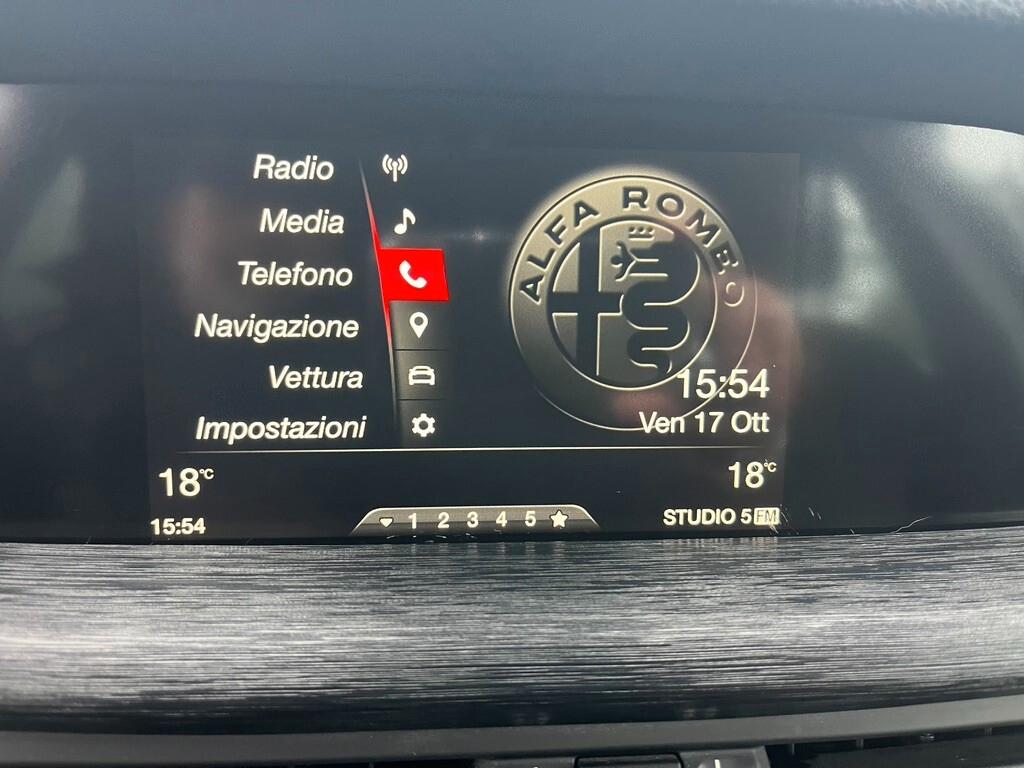 Radio
Media
Telefono
Navigazione
Vettura
Impostazioni
ALFA ROMEO
15:54
Ven 17 Ott
18°C
18°C
15:54
1 2 3 4 5
STUDIO 5 FM